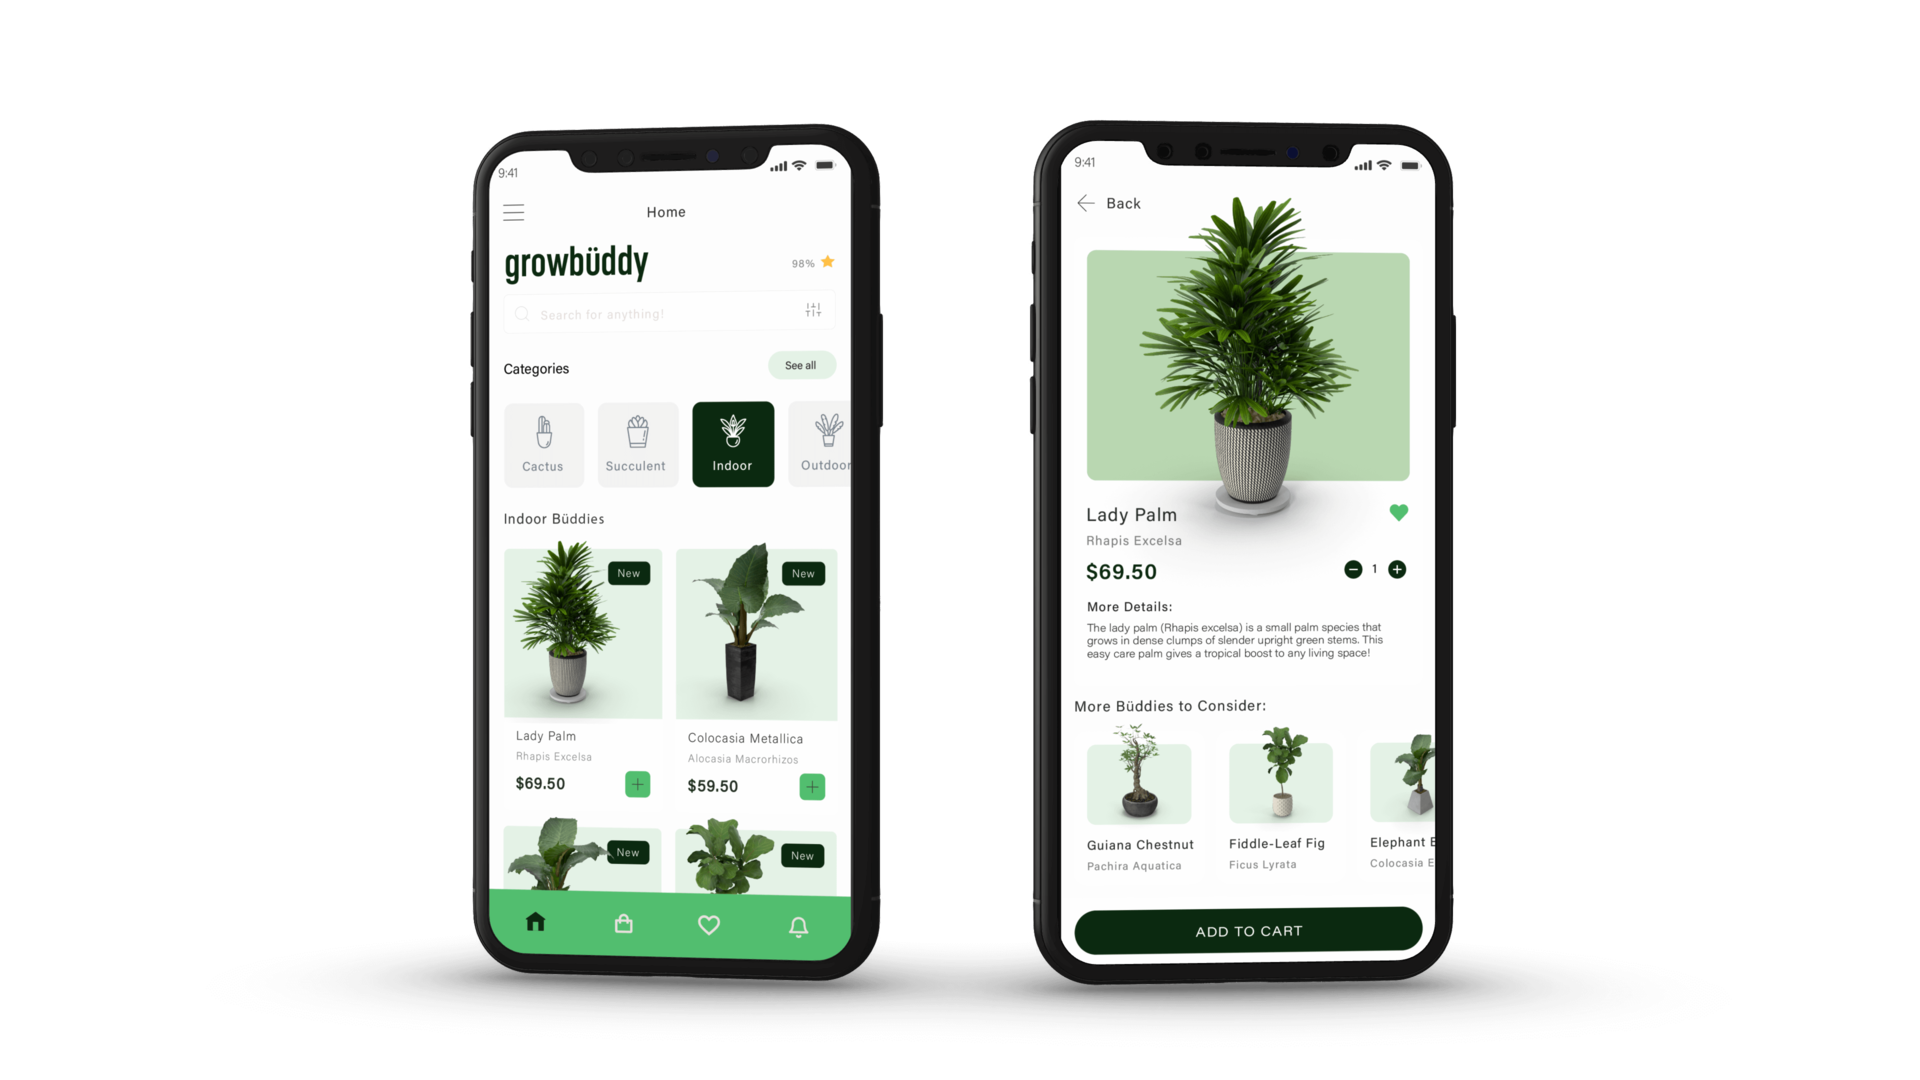 9:41
Home
growbüddy
98%
Search for anything!
Categories
See all
Cactus
Succulent
Indoor
Outdoor
Indoor Büddies
New
New
Lady Palm
Rhapis Excelsa
$69.50
Colocasia Metallica
Alocasia Macrorhizos
$59.50
New
New
9:41
Back
Lady Palm
Rhapis Excelsa
$69.50
1
More Details:
The lady palm (Rhapis excelsa) is a small palm species that
grows in dense clumps of slender upright green stems. This
easy care palm gives a tropical boost to any living space!
More Büddies to Consider:
Guiana Chestnut
Pachira Aquatica
Fiddle-Leaf Fig
Ficus Lyrata
Elephant E
Colocasia E
ADD TO CART